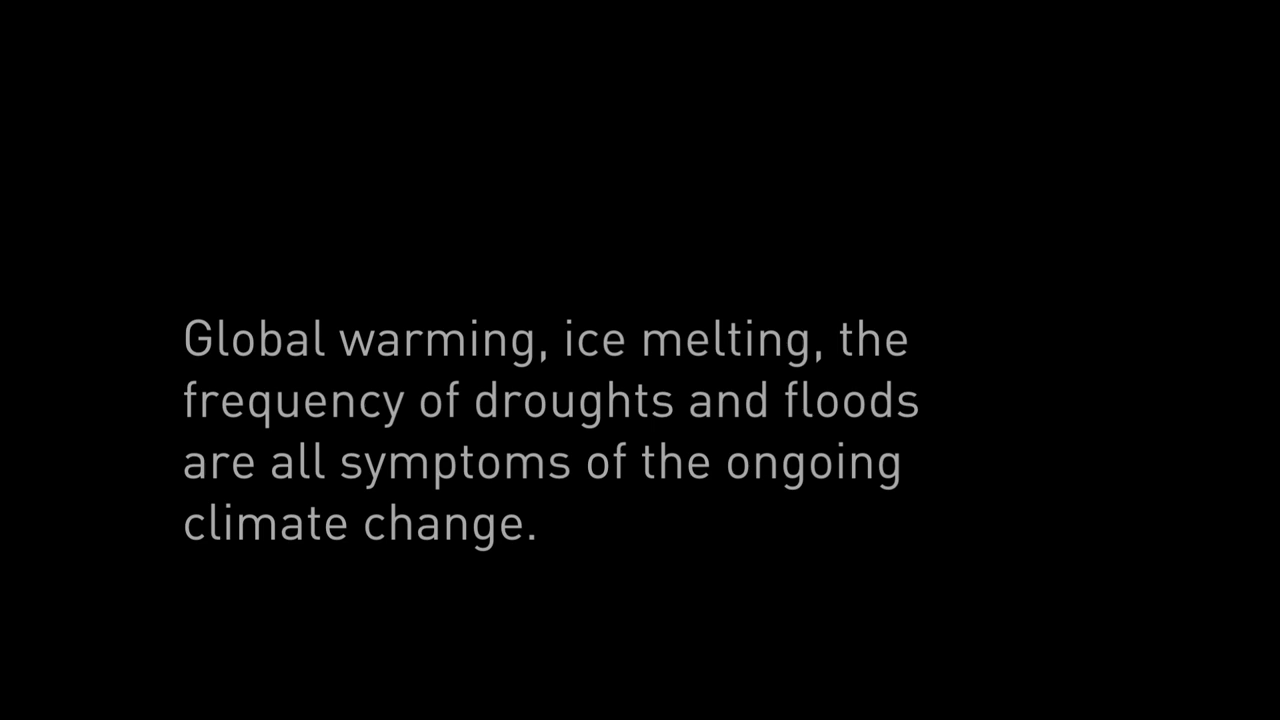 Global warming, ice melting, the
frequency of droughts and floods
are all symptoms of the ongoing
climate change.